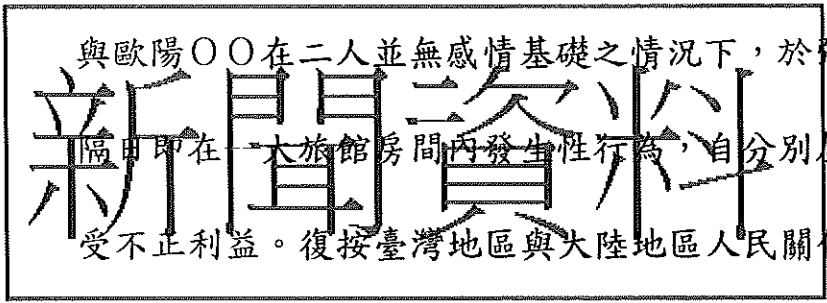 新聞資料
與歐陽〇〇在二人並無感情基礎之情況下，於
隔日即在大旅館房間內發生性行為，自分別
受不正利益。復按臺灣地區與大陸地區人民關